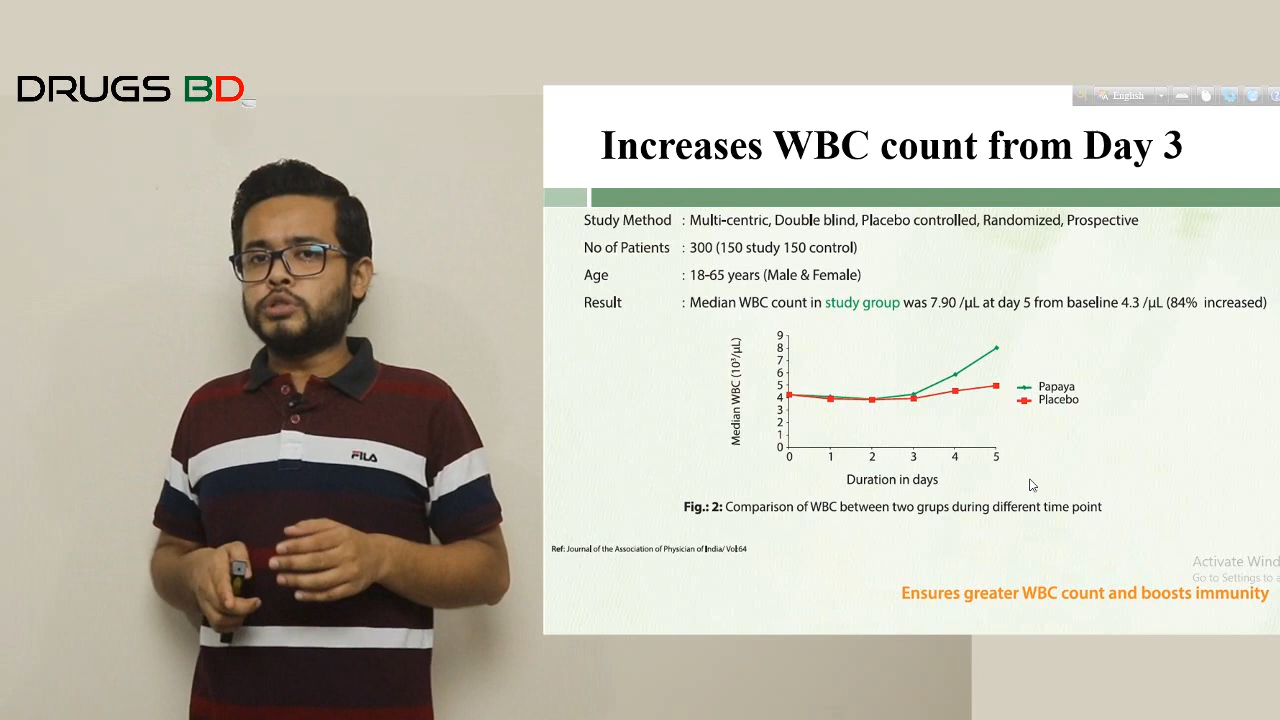 DRUGS BD
English
Increases WBC count from Day 3
Study Method : Multi-centric, Double blind, Placebo controlled, Randomized, Prospective
No of Patients : 300 (150 study 150 control)
Age : 18-65 years (Male & Female)
Result : Median WBC count in study group was 7.90 /µL at day 5 from baseline 4.3 /µL (84% increased)
Median WBC (10³/µL)
9
8
7
6
5
4
3
2
1
0
0 1 2 3 4 5
Duration in days
Papaya
Placebo
Fig.: 2: Comparison of WBC between two grups during different time point
Ref: Journal of the Association of Physician of India/ Vol:64
Activate Wind
Go to Settings to a
Ensures greater WBC count and boosts immunity
FILA